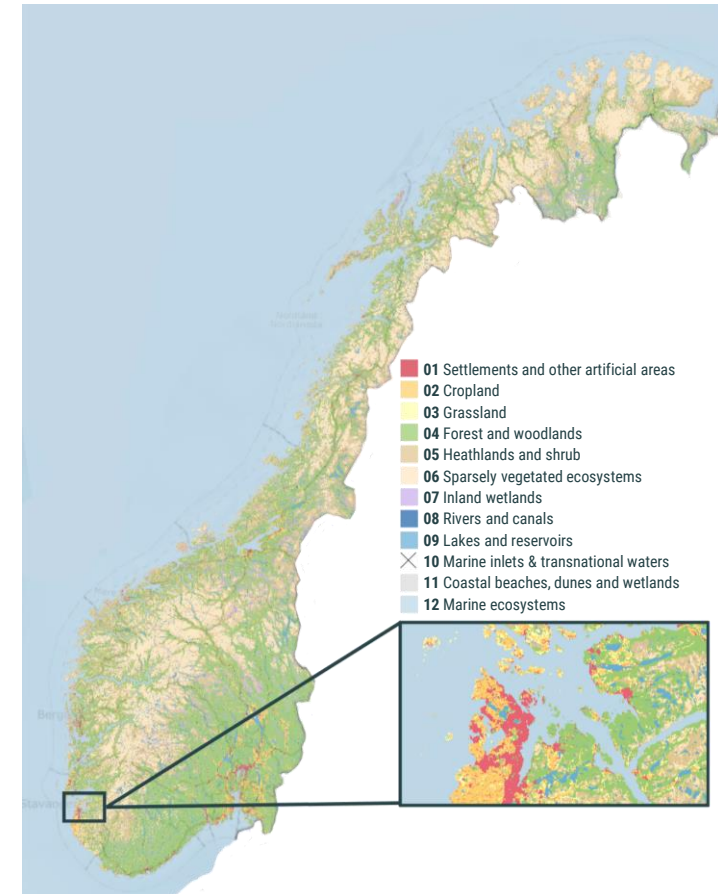 01 Settlements and other artificial areas
02 Cropland
03 Grassland
04 Forest and woodlands
05 Heathlands and shrub
06 Sparsely vegetated ecosystems
07 Inland wetlands
08 Rivers and canals
09 Lakes and reservoirs
10 Marine inlets & transnational waters
11 Coastal beaches, dunes and wetlands
12 Marine ecosystems